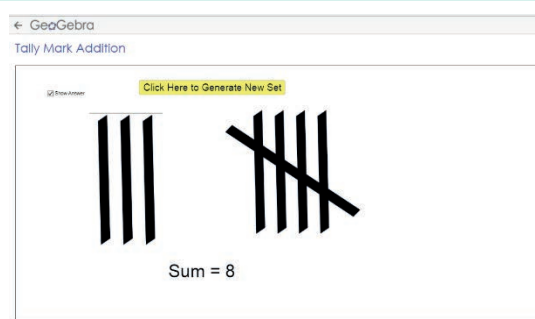 ← GeoGebra
Tally Mark Addition
Show Answer
Click Here to Generate New Set
Sum = 8